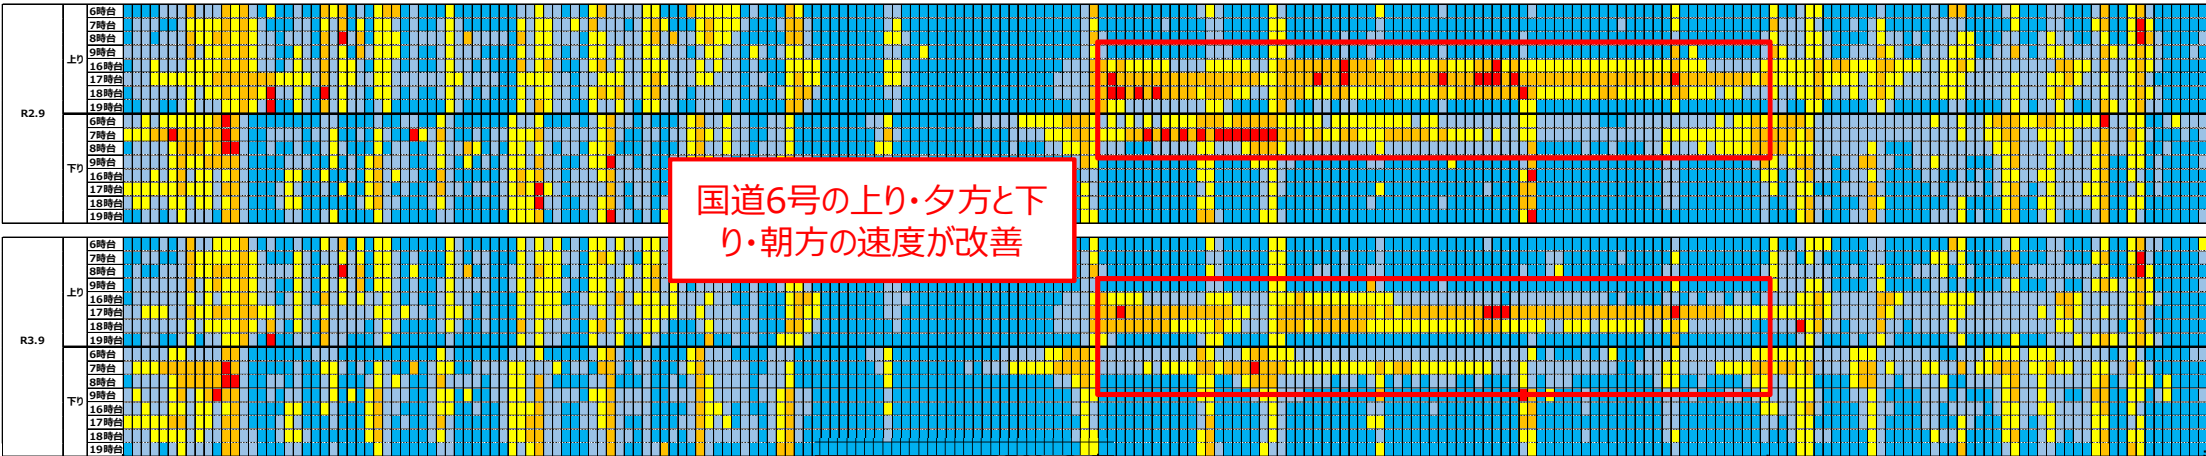 R2.9
上り
6時台
7時台
8時台
9時台
16時台
17時台
18時台
19時台
下り
6時台
7時台
8時台
9時台
16時台
17時台
18時台
19時台
国道6号の上り・夕方と下
り・朝方の速度が改善
R3.9
上り
6時台
7時台
8時台
9時台
16時台
17時台
18時台
19時台
下り
6時台
7時台
8時台
9時台
16時台
17時台
18時台
19時台